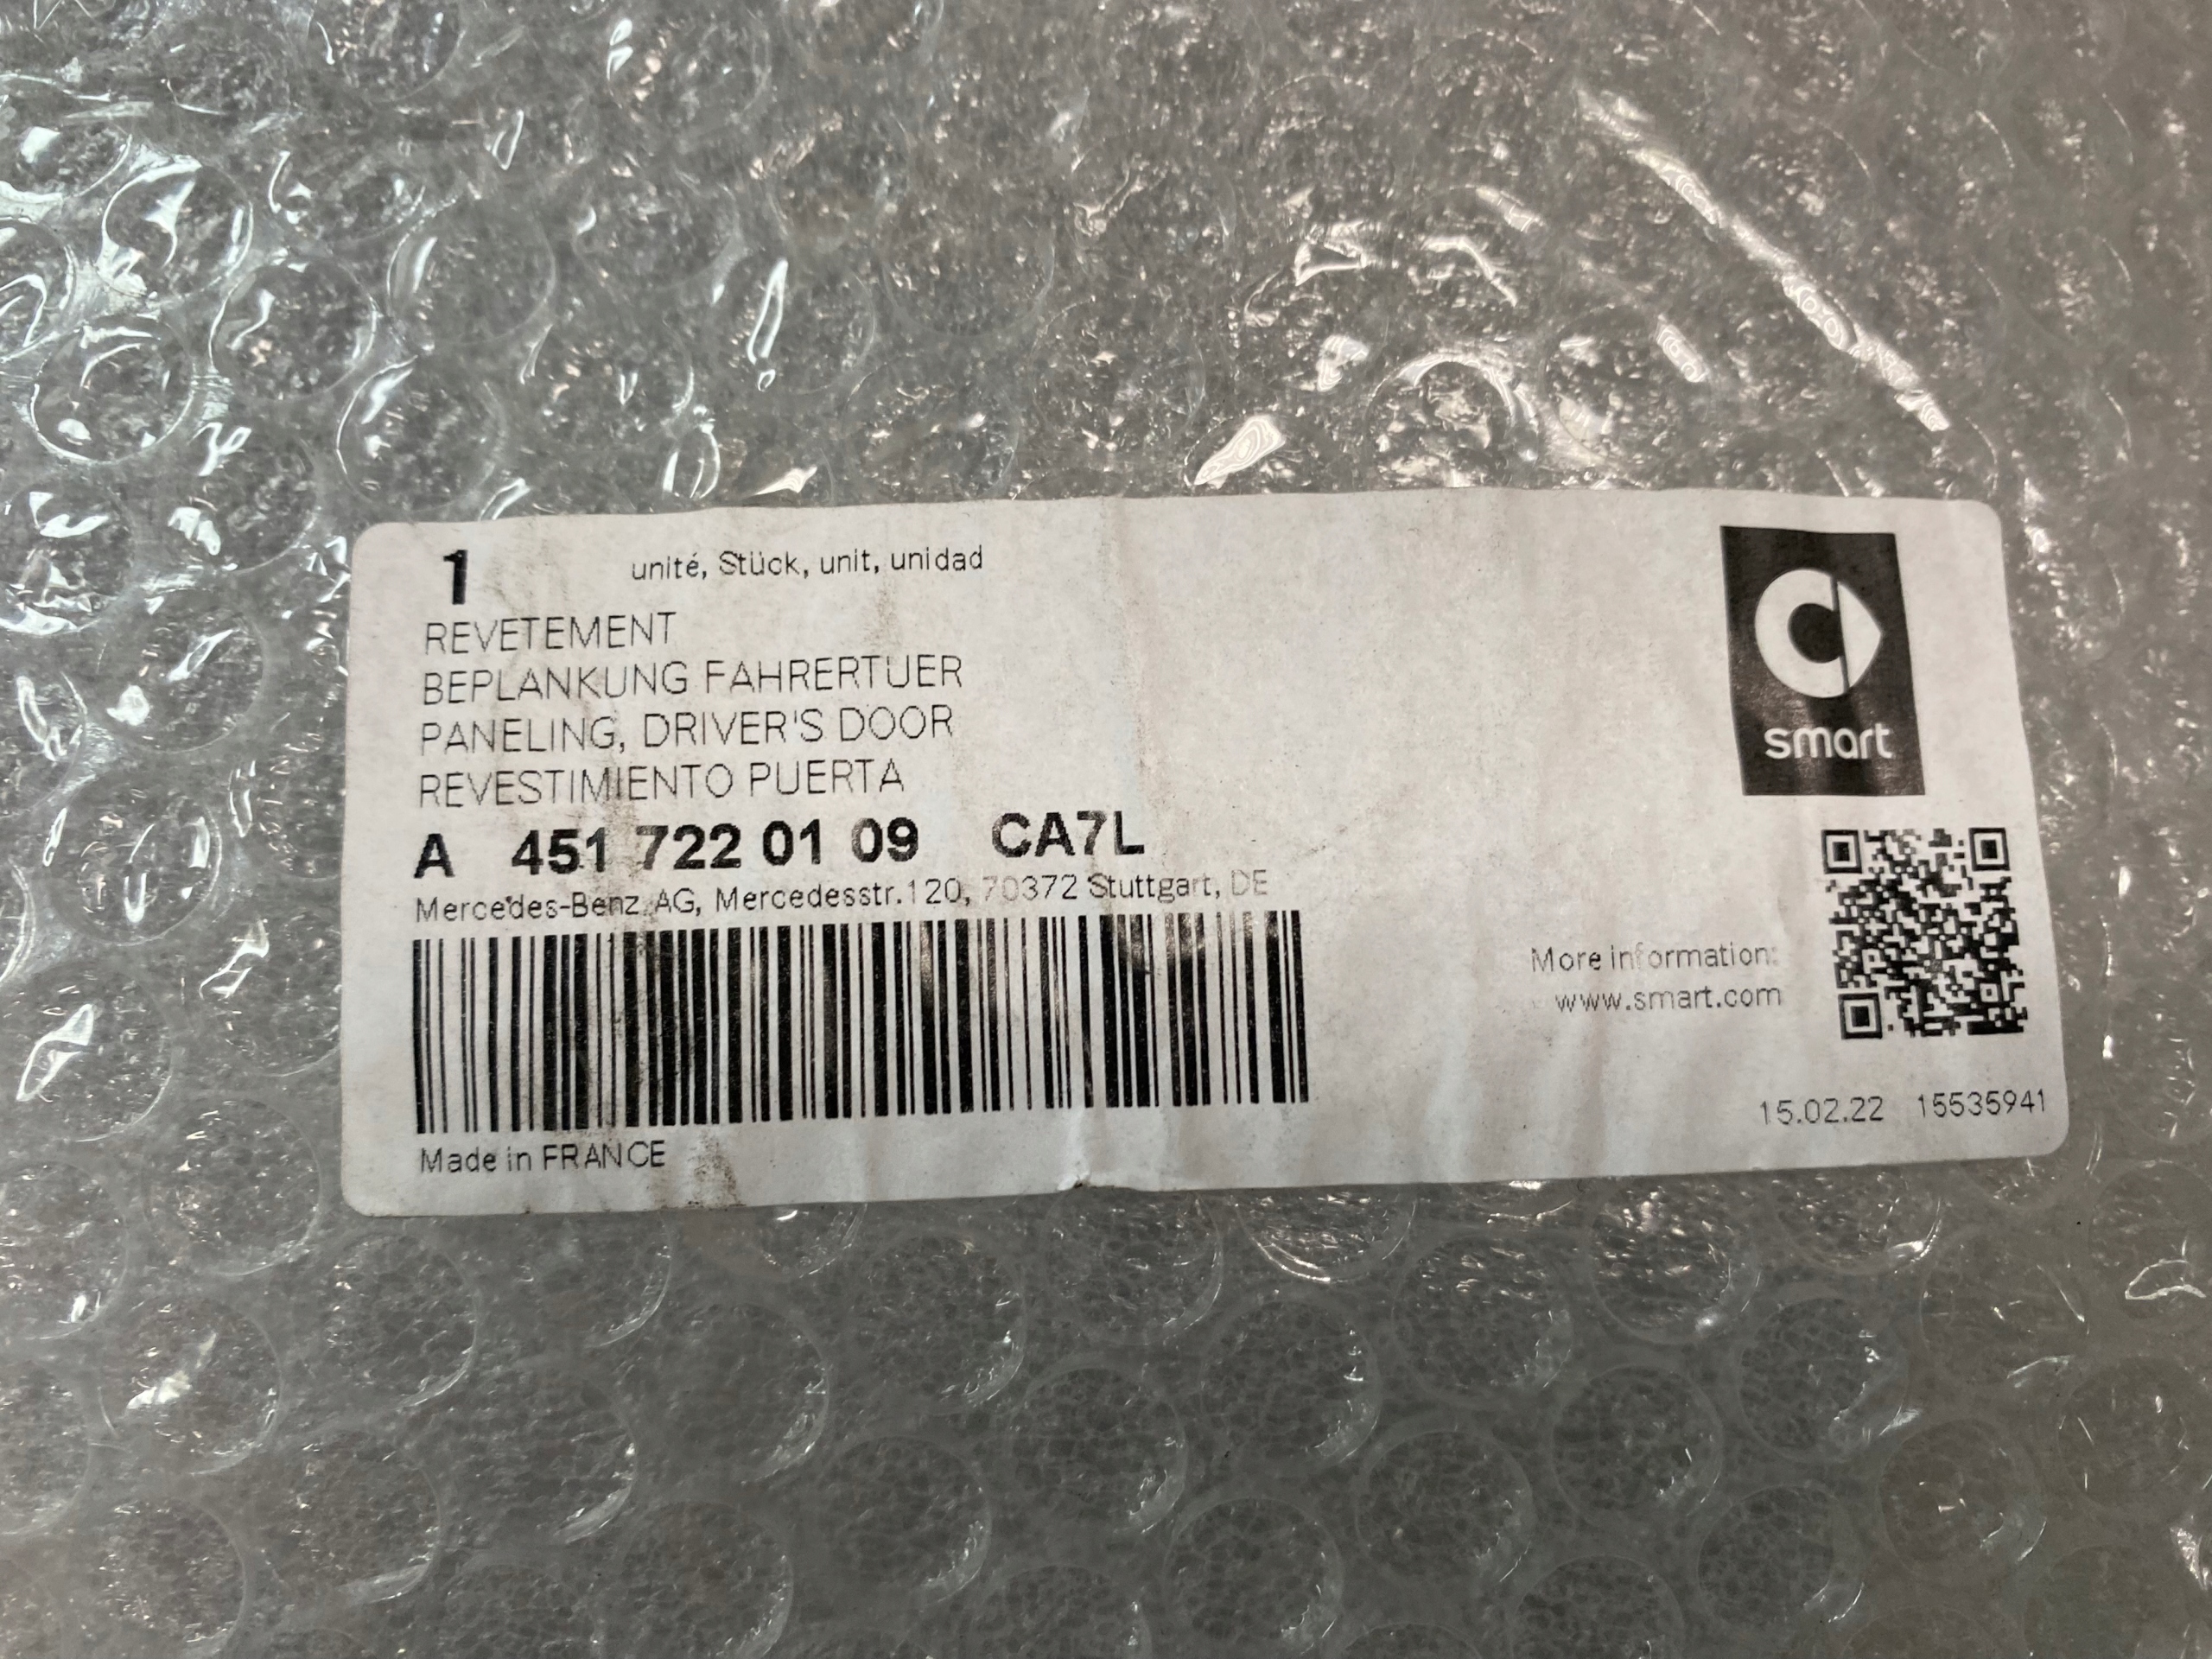 1 unité, Stück, unit, unidad
REVETEMENT
BEPLANKUNG FAHRERTUER
PANELING, DRIVER'S DOOR
REVESTIMIENTO PUERTA
A 451 722 01 09 CA7L
Mercedes-Benz AG, Mercedesstr.120, 70372 Stuttgart, DE
Made in FRANCE
smart
More information:
www.smart.com
15.02.22 15535941